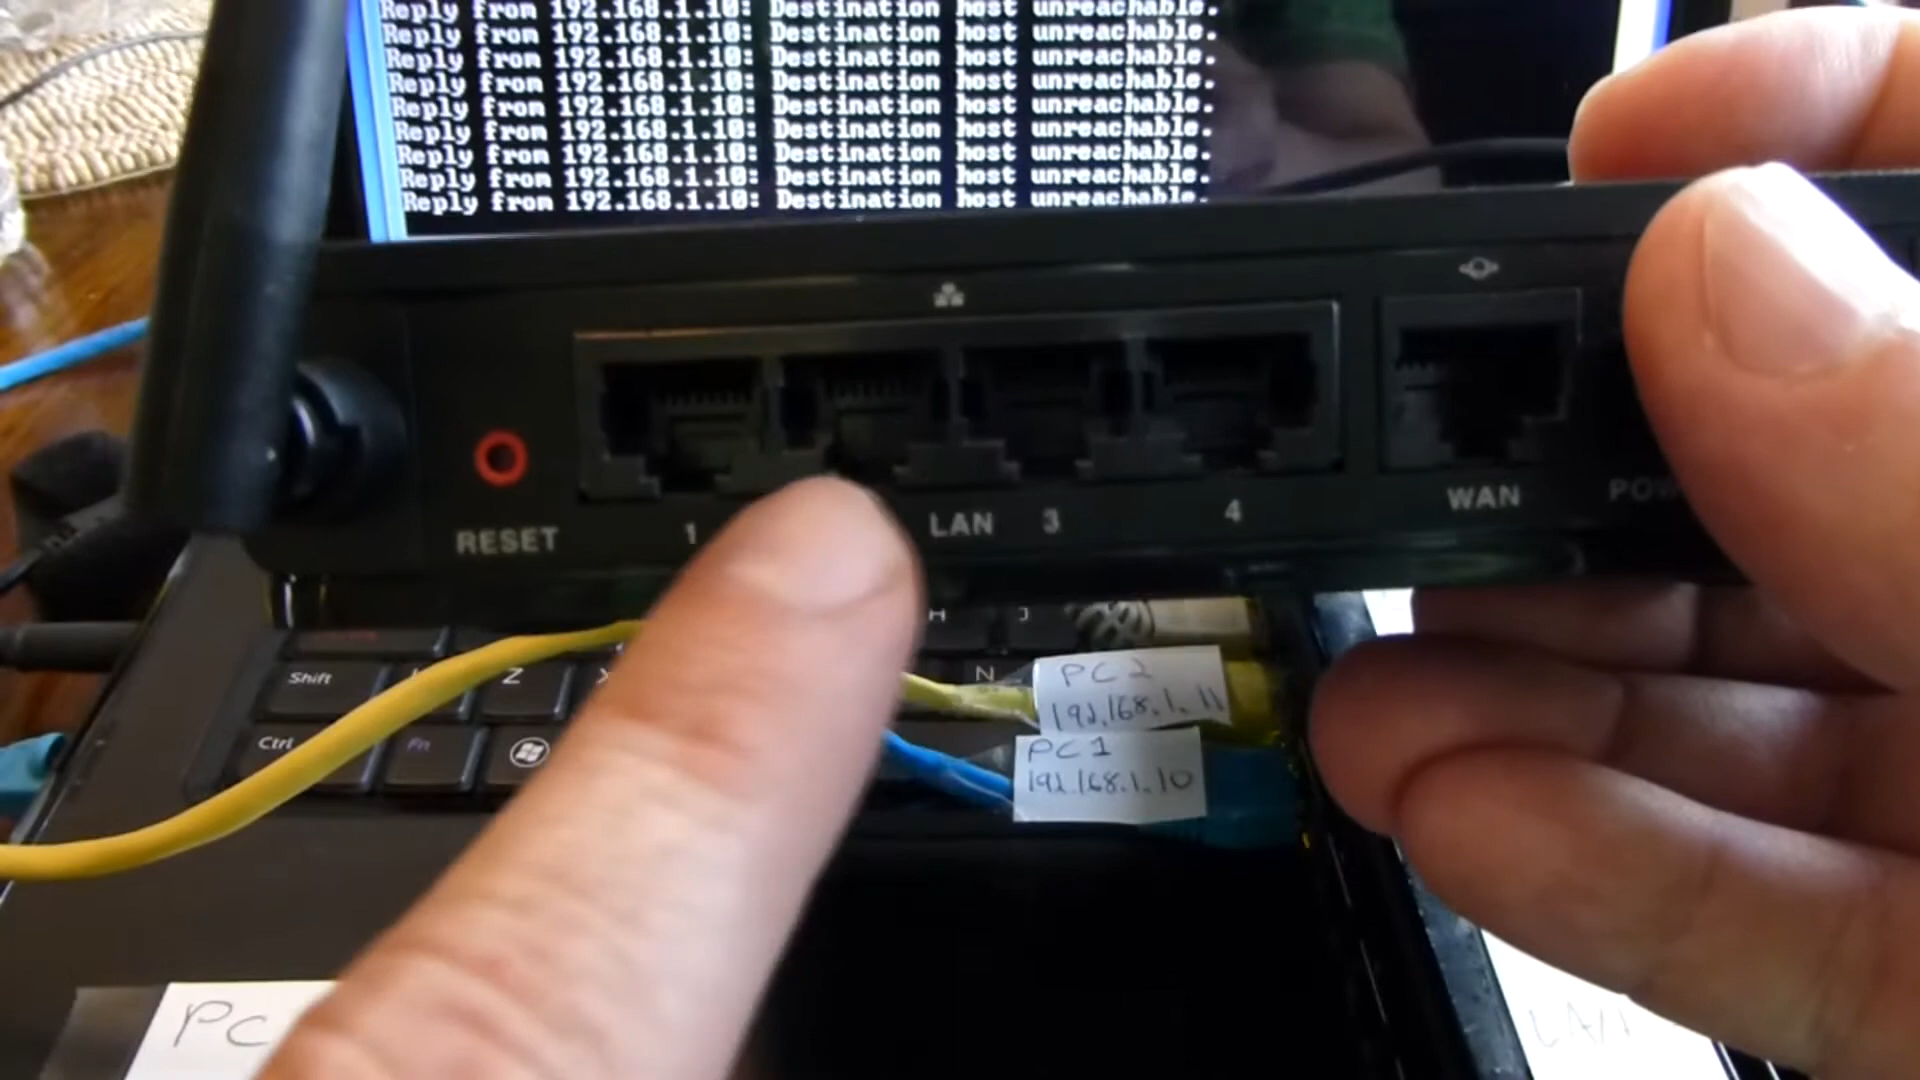 Reply from 192.168.1.10: Destination host unreachable.
Reply from 192.168.1.10: Destination host unreachable.
Reply from 192.168.1.10: Destination host unreachable.
Reply from 192.168.1.10: Destination host unreachable.
Reply from 192.168.1.10: Destination host unreachable.
Reply from 192.168.1.10: Destination host unreachable.
Reply from 192.168.1.10: Destination host unreachable.
Reply from 192.168.1.10: Destination host unreachable.
Reply from 192.168.1.10: Destination host unreachable.
RESET 1 LAN 3 4 WAN
H J
Shift Z X N
Ctrl Fn
PC2
192.168.1.11
PC1
192.168.1.10
PC